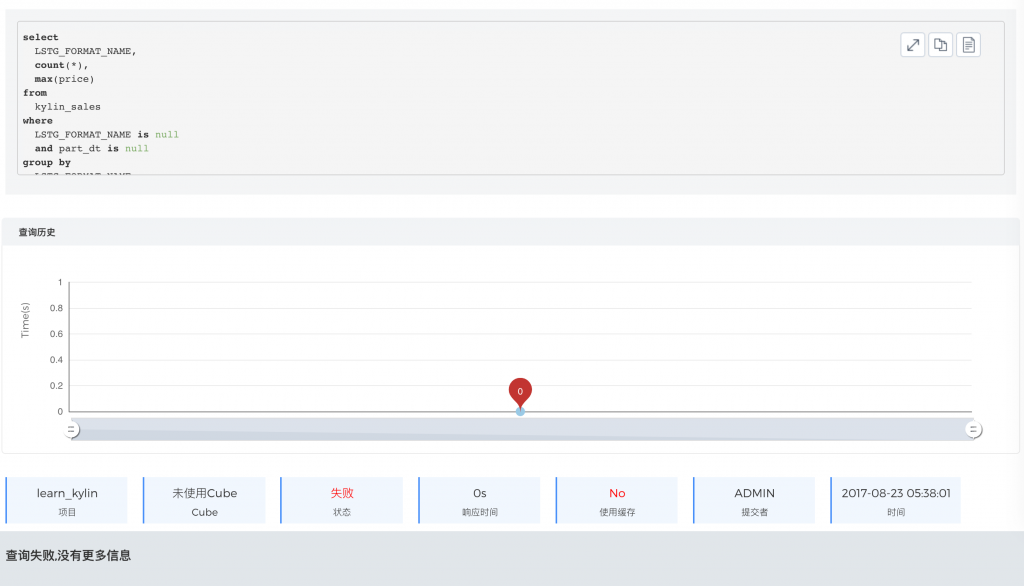 select
LSTG_FORMAT_NAME,
count(*),
max(price)
from
kylin_sales
where
LSTG_FORMAT_NAME is null
and part_dt is null
group by
查询历史
Time(s)
1
0.8
0.6
0.4
0.2
0
0
learn_kylin
项目
未使用Cube
Cube
失败
状态
0s
响应时间
No
使用缓存
ADMIN
提交者
2017-08-23 05:38:01
时间
查询失败,没有更多信息